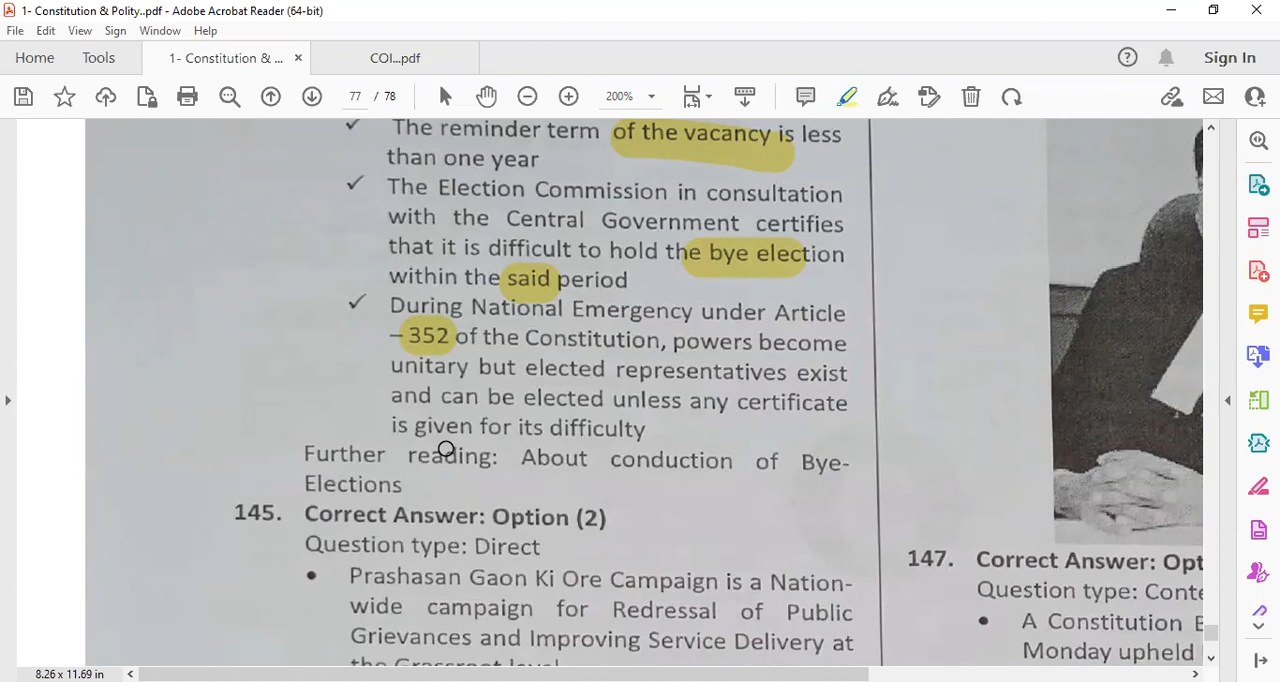 1- Constitution & Polity..pdf - Adobe Acrobat Reader (64-bit)
File Edit View Sign Window Help
Home Tools 1- Constitution & ... × COI...pdf Sign In
77 / 78 200%
✓ The reminder term of the vacancy is less
than one year
✓ The Election Commission in consultation
with the Central Government certifies
that it is difficult to hold the bye election
within the said period
✓ During National Emergency under Article
– 352 of the Constitution, powers become
unitary but elected representatives exist
and can be elected unless any certificate
is given for its difficulty
Further reading: About conduction of Bye-
Elections
145. Correct Answer: Option (2)
Question type: Direct
• Prashasan Gaon Ki Ore Campaign is a Nation-
wide campaign for Redressal of Public
Grievances and Improving Service Delivery at
the Grassroot level
147. Correct Answer: Opt
Question type: Conte
• A Constitution
Monday upheld
8.26 x 11.69 in